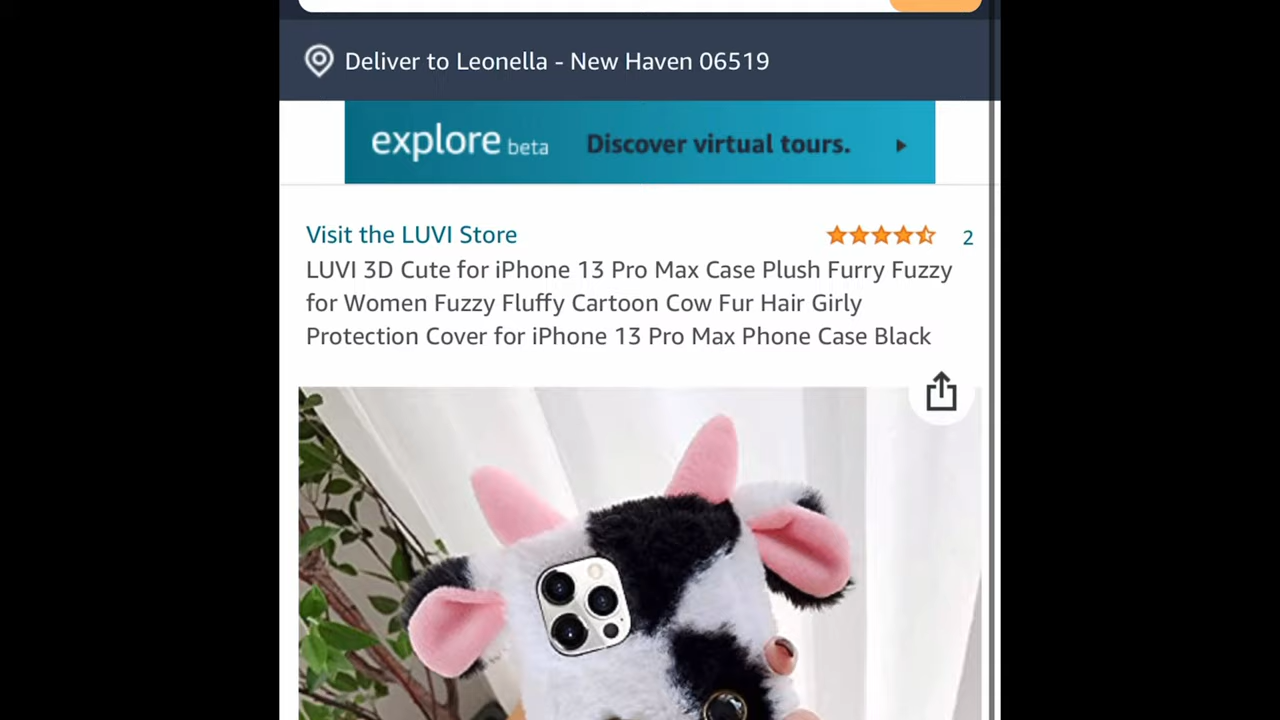 Deliver to Leonella - New Haven 06519
explore beta Discover virtual tours.
Visit the LUVI Store 2
LUVI 3D Cute for iPhone 13 Pro Max Case Plush Furry Fuzzy
for Women Fuzzy Fluffy Cartoon Cow Fur Hair Girly
Protection Cover for iPhone 13 Pro Max Phone Case Black